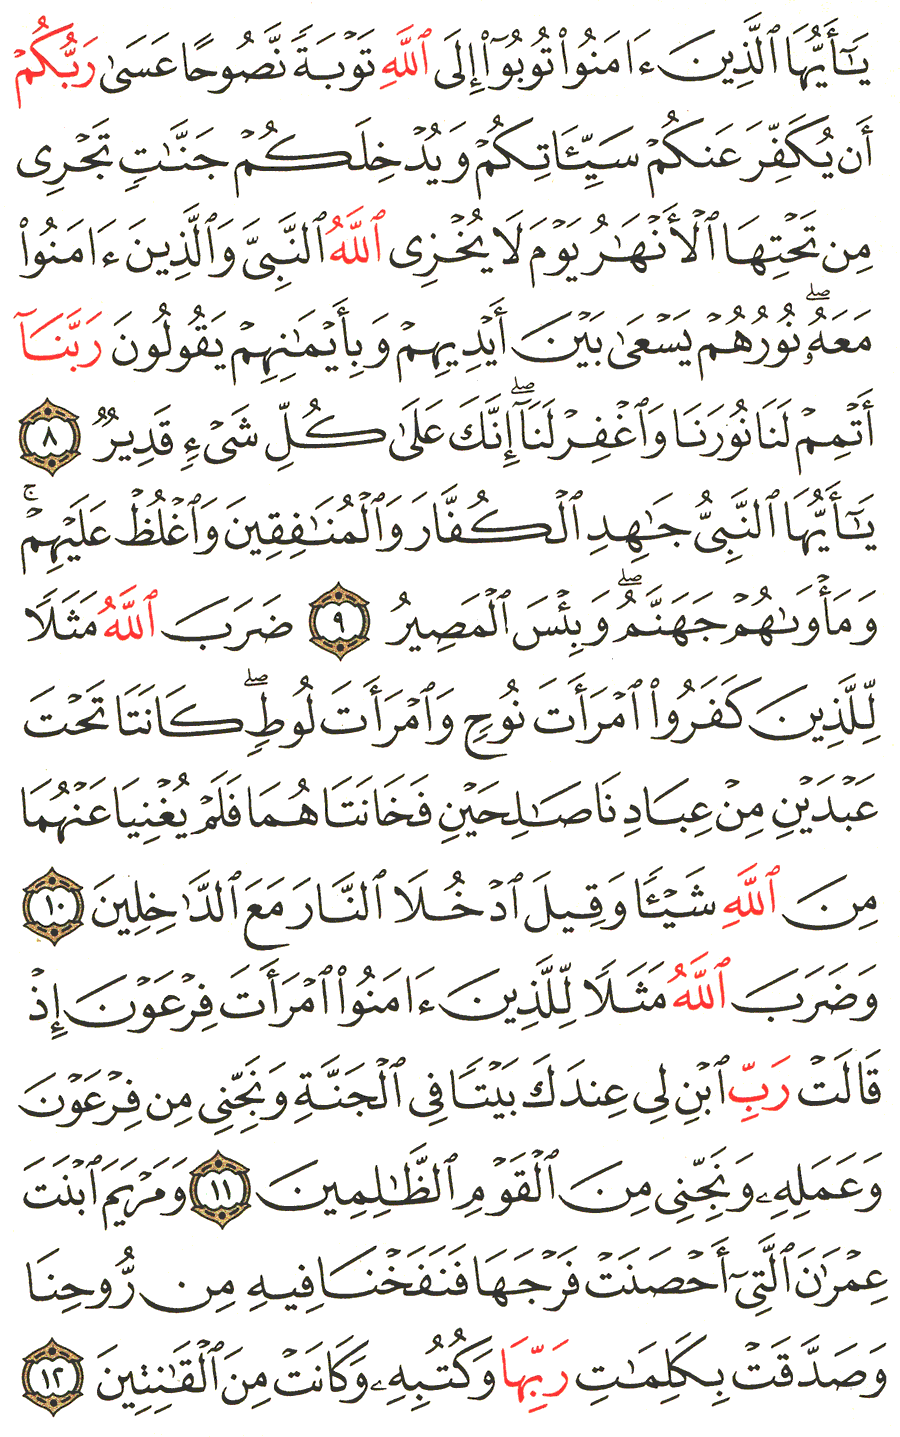 يَٰٓأَيُّهَا ٱلَّذِينَ ءَامَنُوا۟ تُوبُوٓا۟ إِلَى ٱللَّهِ تَوْبَةً نَّصُوحًا عَسَىٰ رَبُّكُمْ
أَن يُكَفِّرَ عَنكُمْ سَيِّـَٔاتِكُمْ وَيُدْخِلَكُمْ جَنَّٰتٍ تَجْرِى
مِن تَحْتِهَا ٱلْأَنْهَٰرُ يَوْمَ لَا يُخْزِى ٱللَّهُ ٱلنَّبِىَّ وَٱلَّذِينَ ءَامَنُوا۟
مَعَهُۥ ۖ نُورُهُمْ يَسْعَىٰ بَيْنَ أَيْدِيهِمْ وَبِأَيْمَٰنِهِمْ يَقُولُونَ رَبَّنَآ
أَتْمِمْ لَنَا نُورَنَا وَٱغْفِرْ لَنَآ ۖ إِنَّكَ عَلَىٰ كُلِّ شَىْءٍ قَدِيرٌ ٨
يَٰٓأَيُّهَا ٱلنَّبِىُّ جَٰهِدِ ٱلْكُفَّارَ وَٱلْمُنَٰفِقِينَ وَٱغْلُظْ عَلَيْهِمْ ۚ
وَمَأْوَىٰهُمْ جَهَنَّمُ ۖ وَبِئْسَ ٱلْمَصِيرُ ٩ ضَرَبَ ٱللَّهُ مَثَلًا
لِّلَّذِينَ كَفَرُوا۟ ٱمْرَأَتَ نُوحٍ وَٱمْرَأَتَ لُوطٍ ۖ كَانَتَا تَحْتَ
عَبْدَيْنِ مِنْ عِبَادِنَا صَٰلِحَيْنِ فَخَانَتَاهُمَا فَلَمْ يُغْنِيَا عَنْهُمَا
مِنَ ٱللَّهِ شَيْـًٔا وَقِيلَ ٱدْخُلَا ٱلنَّارَ مَعَ ٱلدَّٰخِلِينَ ١٠
وَضَرَبَ ٱللَّهُ مَثَلًا لِّلَّذِينَ ءَامَنُوا۟ ٱمْرَأَتَ فِرْعَوْنَ إِذْ
قَالَتْ رَبِّ ٱبْنِ لِى عِندَكَ بَيْتًا فِى ٱلْجَنَّةِ وَنَجِّنِى مِن فِرْعَوْنَ
وَعَمَلِهِۦ وَنَجِّنِى مِنَ ٱلْقَوْمِ ٱلظَّٰلِمِينَ ١١ وَمَرْيَمَ ٱبْنَتَ
عِمْرَٰنَ ٱلَّتِىٓ أَحْصَنَتْ فَرْجَهَا فَنَفَخْنَا فِيهِ مِن رُّوحِنَا
وَصَدَّقَتْ بِكَلِمَٰتِ رَبِّهَا وَكُتُبِهِۦ وَكَانَتْ مِنَ ٱلْقَٰنِتِينَ ١٢